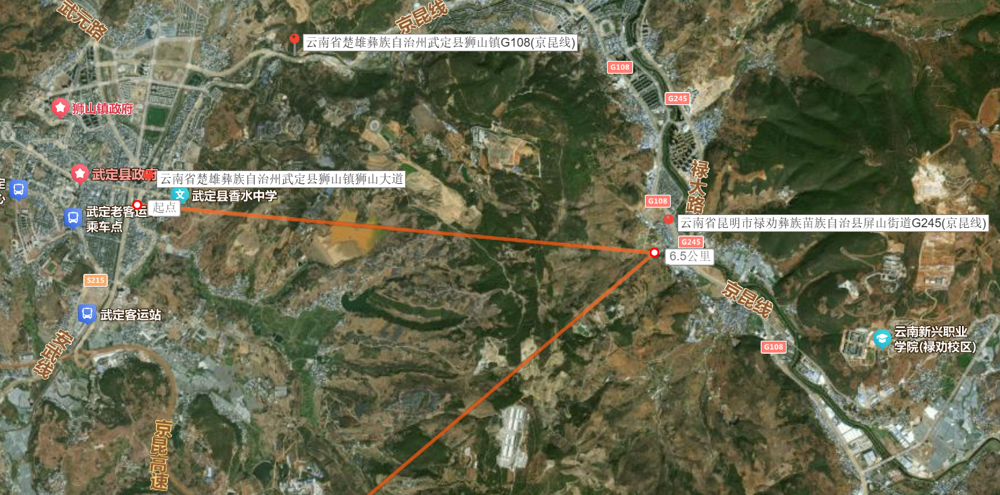 武元路
京昆线
云南省楚雄彝族自治州武定县狮山镇G108(京昆线)
G108
G245
狮山镇政府
武定县政府
云南省楚雄彝族自治州武定县狮山镇狮山大道
禄大路
武定县香水中学
起点
武定老客运
乘车点
G108
云南省昆明市禄劝彝族苗族自治县屏山街道G245(京昆线)
G245
6.5公里
S215
京昆线
武定客运站
云南新兴职业
学院(禄劝校区)
G108
安武线
京昆高速